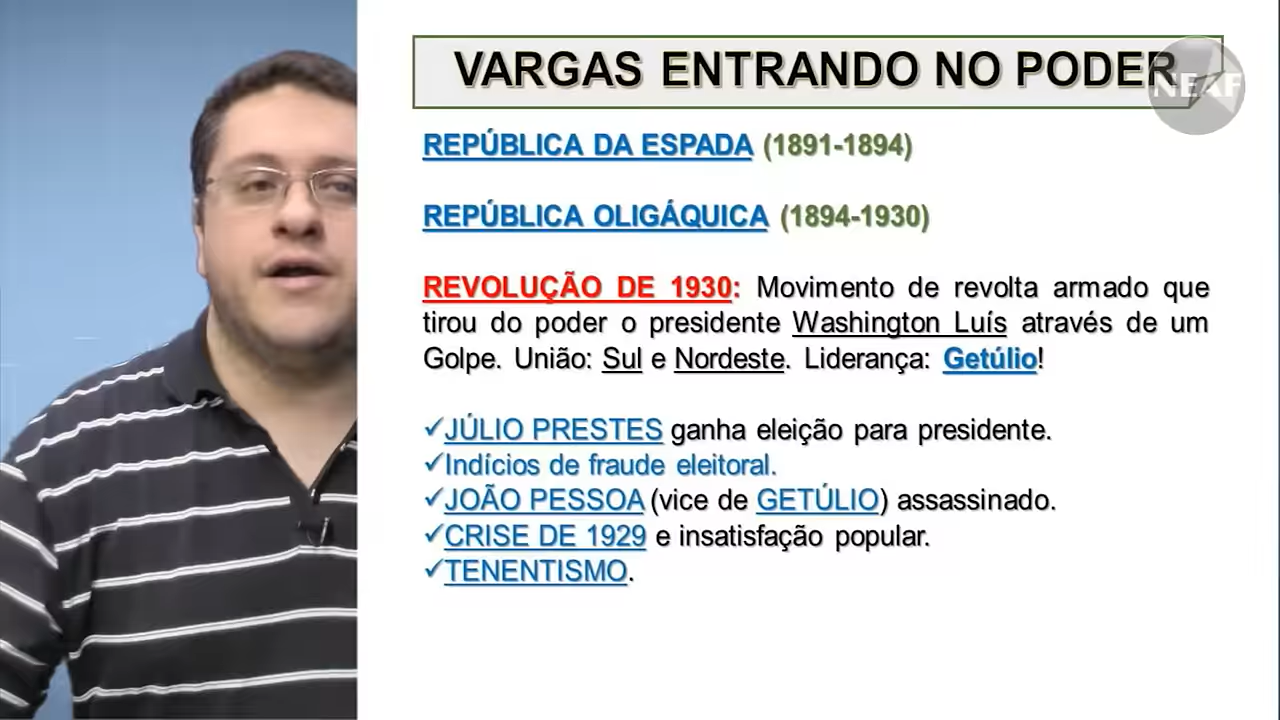 VARGAS ENTRANDO NO PODER
NEAF
REPÚBLICA DA ESPADA (1891-1894)
REPÚBLICA OLIGÁQUICA (1894-1930)
REVOLUÇÃO DE 1930: Movimento de revolta armado que
tirou do poder o presidente Washington Luís através de um
Golpe. União: Sul e Nordeste. Liderança: Getúlio!
✓JÚLIO PRESTES ganha eleição para presidente.
✓Indícios de fraude eleitoral.
✓JOÃO PESSOA (vice de GETÚLIO) assassinado.
✓CRISE DE 1929 e insatisfação popular.
✓TENENTISMO.